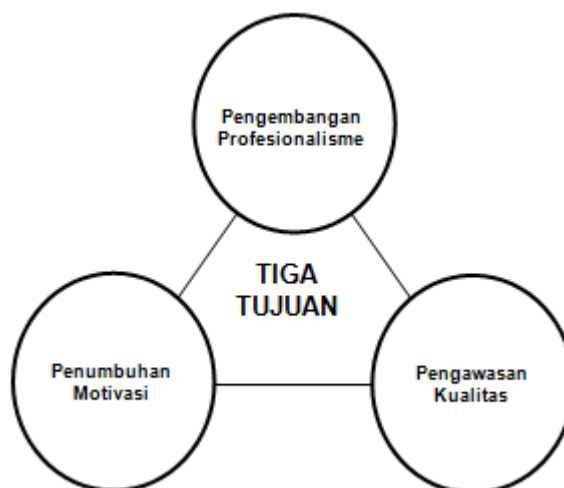 Pengembangan
Profesionalisme
TIGA
TUJUAN
Penumbuhan
Motivasi
Pengawasan
Kualitas